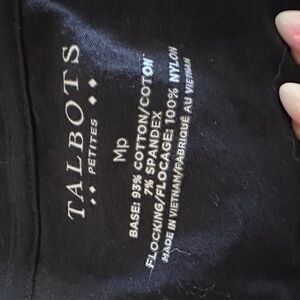 TALBOTS
PETITES
Mp
BASE: 93% COTTON/COTON
7% SPANDEX
FLOCKING/FLOCAGE: 100% NYLON
MADE IN VIETNAM/FABRIQUÉ AU VIETNAM